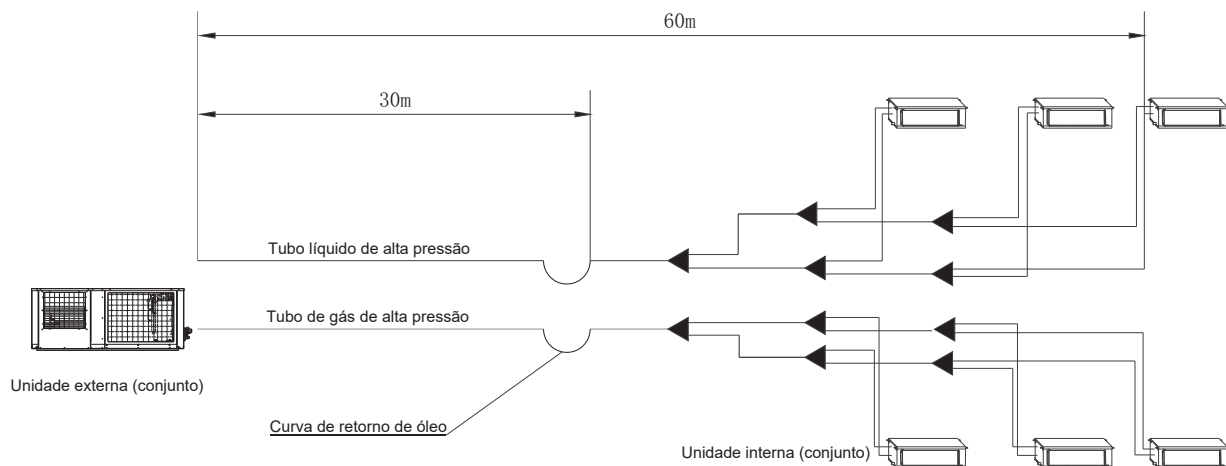 60m
30m
Tubo líquido de alta pressão
Tubo de gás de alta pressão
Unidade externa (conjunto)
Curva de retorno de óleo
Unidade interna (conjunto)